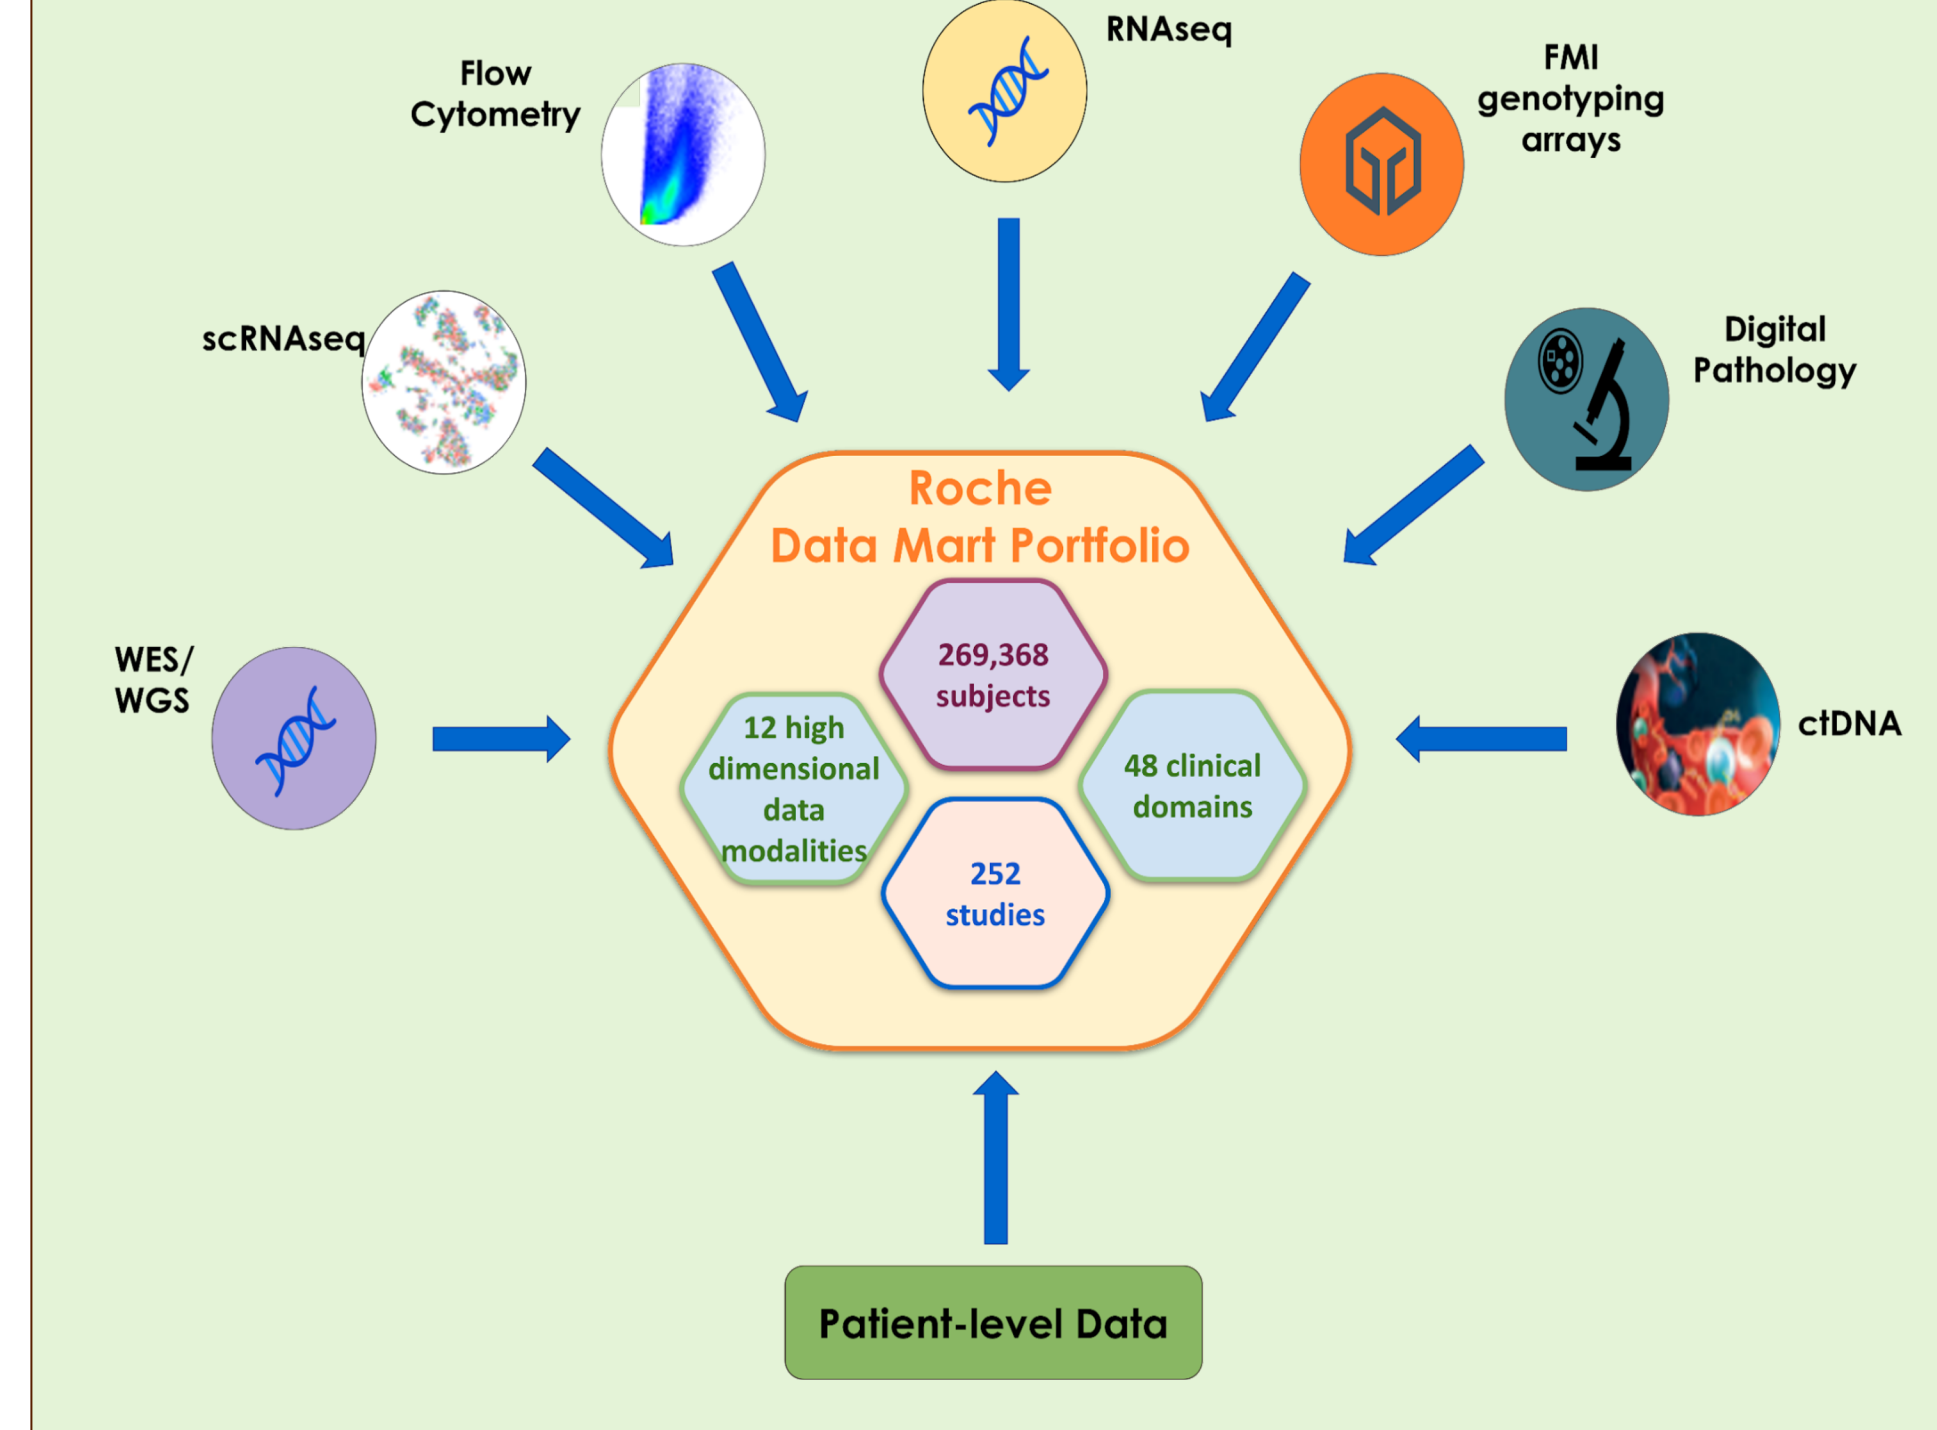 RNAseq
Flow
Cytometry
FMI
genotyping
arrays
scRNAseq
Digital
Pathology
WES/
WGS
ctDNA
Roche
Data Mart Portfolio
269,368
subjects
12 high
dimensional
data
modalities
48 clinical
domains
252
studies
Patient-level Data